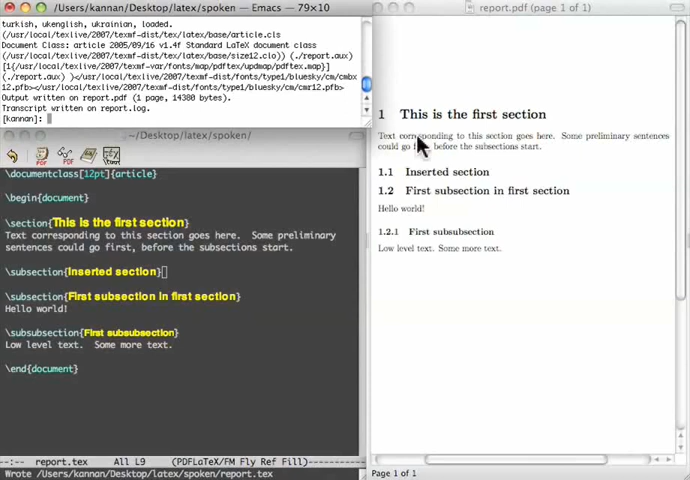 /Users/kannan/Desktop/latex/spoken — Emacs — 79×10
turkish, ukenglish, ukrainian, loaded.
(/usr/local/texlive/2007/texmf-dist/tex/latex/base/article.cls
Document Class: article 2005/09/16 v1.4f Standard LaTeX document class
(/usr/local/texlive/2007/texmf-dist/tex/latex/base/size12.clo)) (./report.aux)
[1{/usr/local/texlive/2007/texmf-var/fonts/map/pdftex/updmap/pdftex.map}]
(./report.aux) )</usr/local/texlive/2007/texmf-dist/fonts/type1/bluesky/cm/cmbx
12.pfb></usr/local/texlive/2007/texmf-dist/fonts/type1/bluesky/cm/cmr12.pfb>
Output written on report.pdf (1 page, 14380 bytes).
Transcript written on report.log.
[kannan]:
~/Desktop/latex/spoken/
\documentclass[12pt]{article}
\begin{document}
\section{This is the first section}
Text corresponding to this section goes here.  Some preliminary
sentences could go first, before the subsections start.
\subsection{Inserted section}
\subsection{First subsection in first section}
Hello world!
\subsubsection{First subsubsection}
Low level text.  Some more text.
\end{document}
--:--  report.tex      All L9     (PDFLaTeX/FM Fly Ref Fill)
Wrote /Users/kannan/Desktop/latex/spoken/report.tex
report.pdf (page 1 of 1)
1 This is the first section
Text corresponding to this section goes here. Some preliminary sentences
could go before the subsections start.
1.1 Inserted section
1.2 First subsection in first section
Hello world!
1.2.1 First subsubsection
Low level text. Some more text.
Page 1 of 1